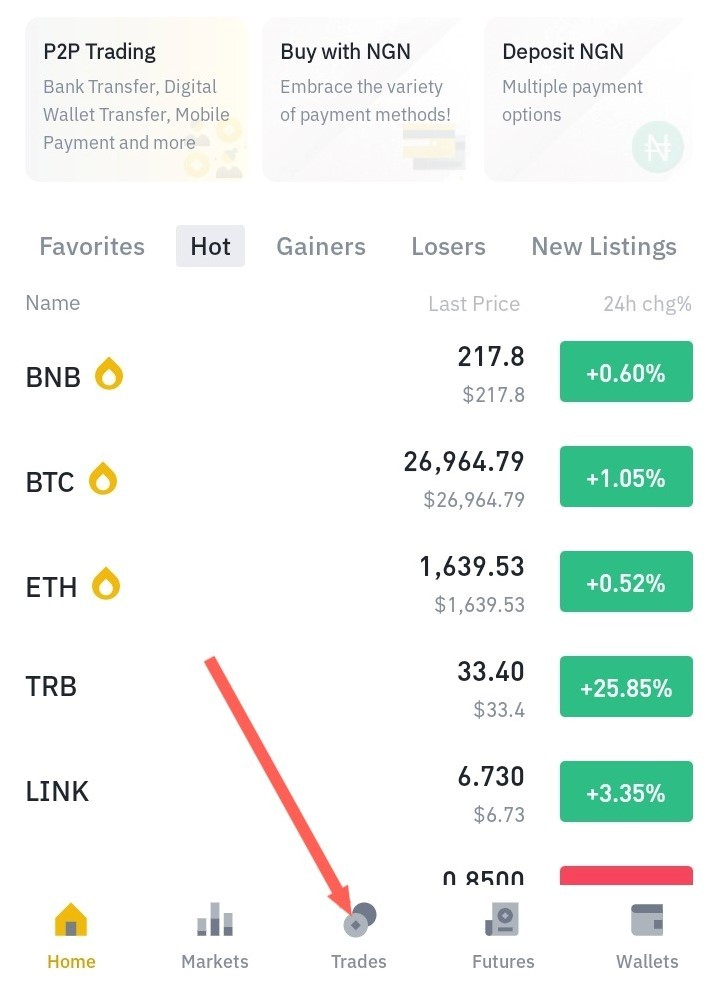 P2P Trading
Bank Transfer, Digital
Wallet Transfer, Mobile
Payment and more
Buy with NGN
Embrace the variety
of payment methods!
Deposit NGN
Multiple payment
options
Favorites Hot Gainers Losers New Listings
Name Last Price 24h chg%
BNB 217.8 +0.60%
$217.8
BTC 26,964.79 +1.05%
$26,964.79
ETH 1,639.53 +0.52%
$1,639.53
TRB 33.40 +25.85%
$33.4
LINK 6.730 +3.35%
$6.73
0.8500
Home Markets Trades Futures Wallets